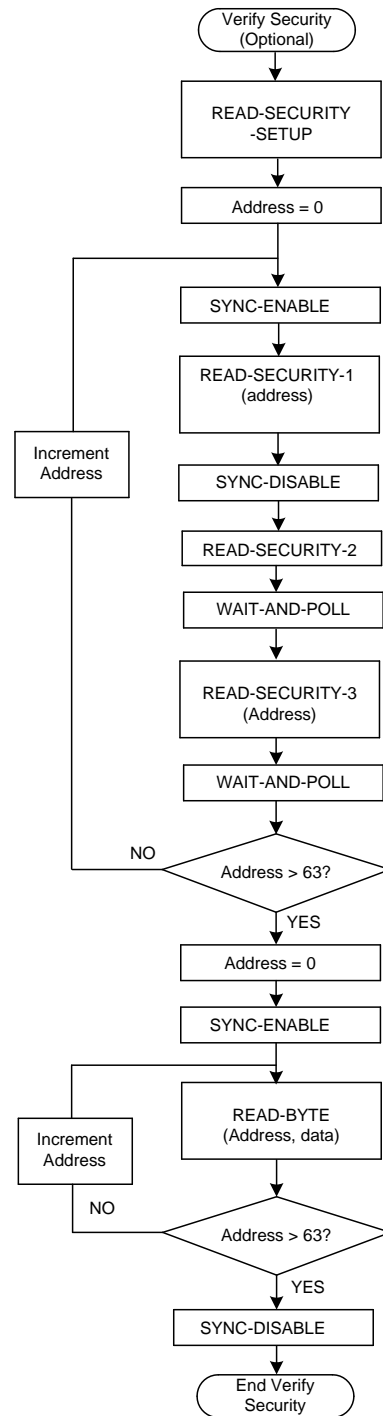 Verify Security
(Optional)
READ-SECURITY
-SETUP
Address = 0
SYNC-ENABLE
READ-SECURITY-1
(address)
Increment
Address
SYNC-DISABLE
READ-SECURITY-2
WAIT-AND-POLL
READ-SECURITY-3
(Address)
WAIT-AND-POLL
NO
Address > 63?
YES
Address = 0
SYNC-ENABLE
READ-BYTE
(Address, data)
Increment
Address
NO
Address > 63?
YES
SYNC-DISABLE
End Verify
Security